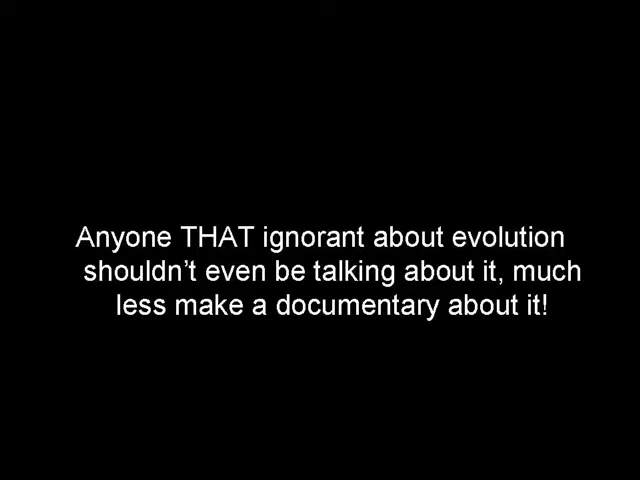 Anyone THAT ignorant about evolution
shouldn’t even be talking about it, much
less make a documentary about it!